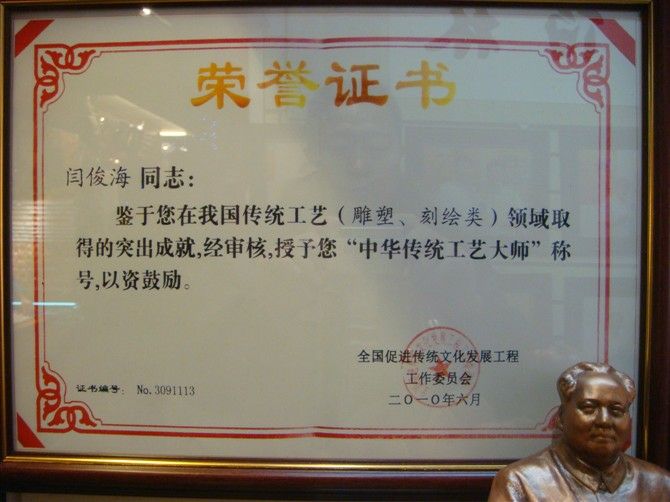 荣誉证书
闫俊海 同志:
鉴于您在我国传统工艺(雕塑、刻绘类)领域取
得的突出成就,经审核,授予您“中华传统工艺大师”称
号,以资鼓励。
全国促进传统文化发展工程
工作委员会
二〇一〇年六月
证书编号: No.3091113